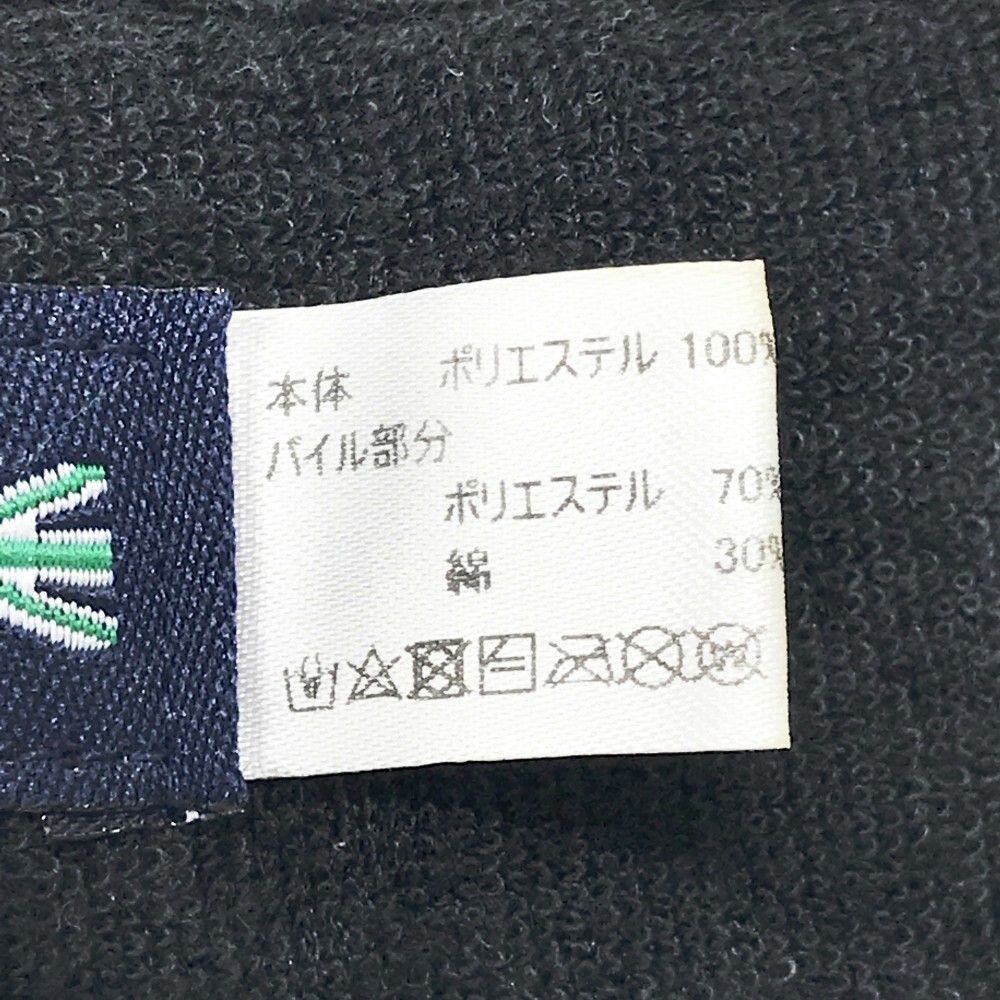 本体 ポリエステル 100%
パイル部分
ポリエステル 70%
綿 30%